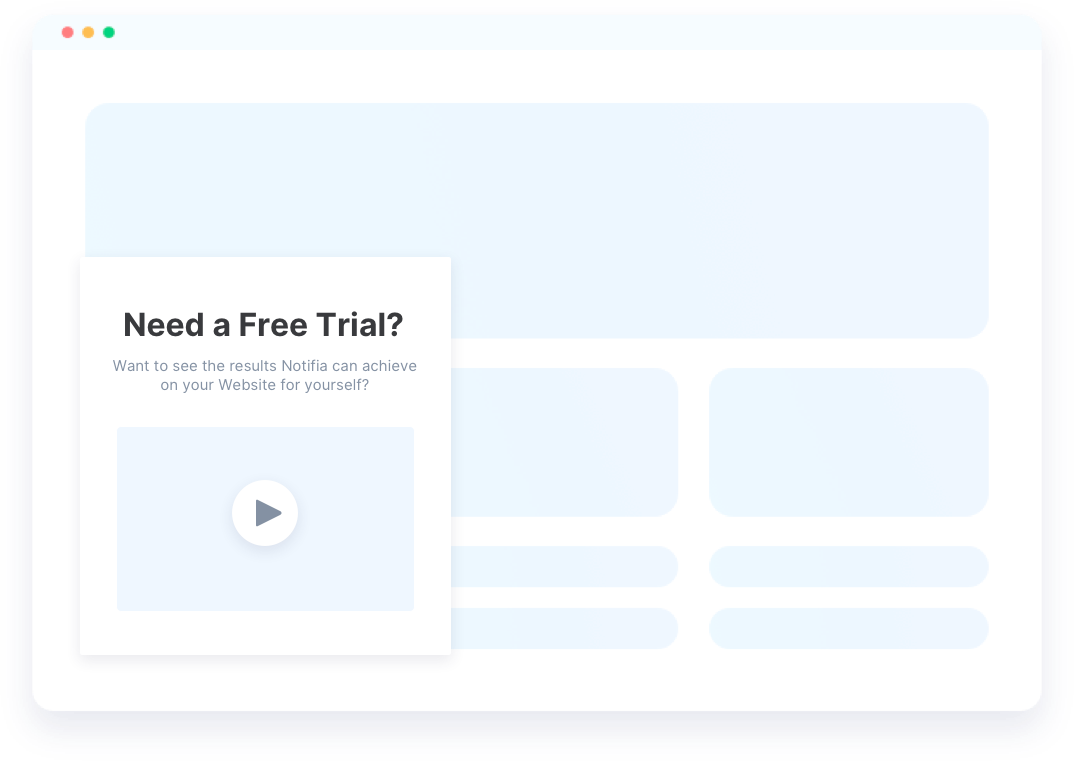 Need a Free Trial?
Want to see the results Notifia can achieve
on your Website for yourself?